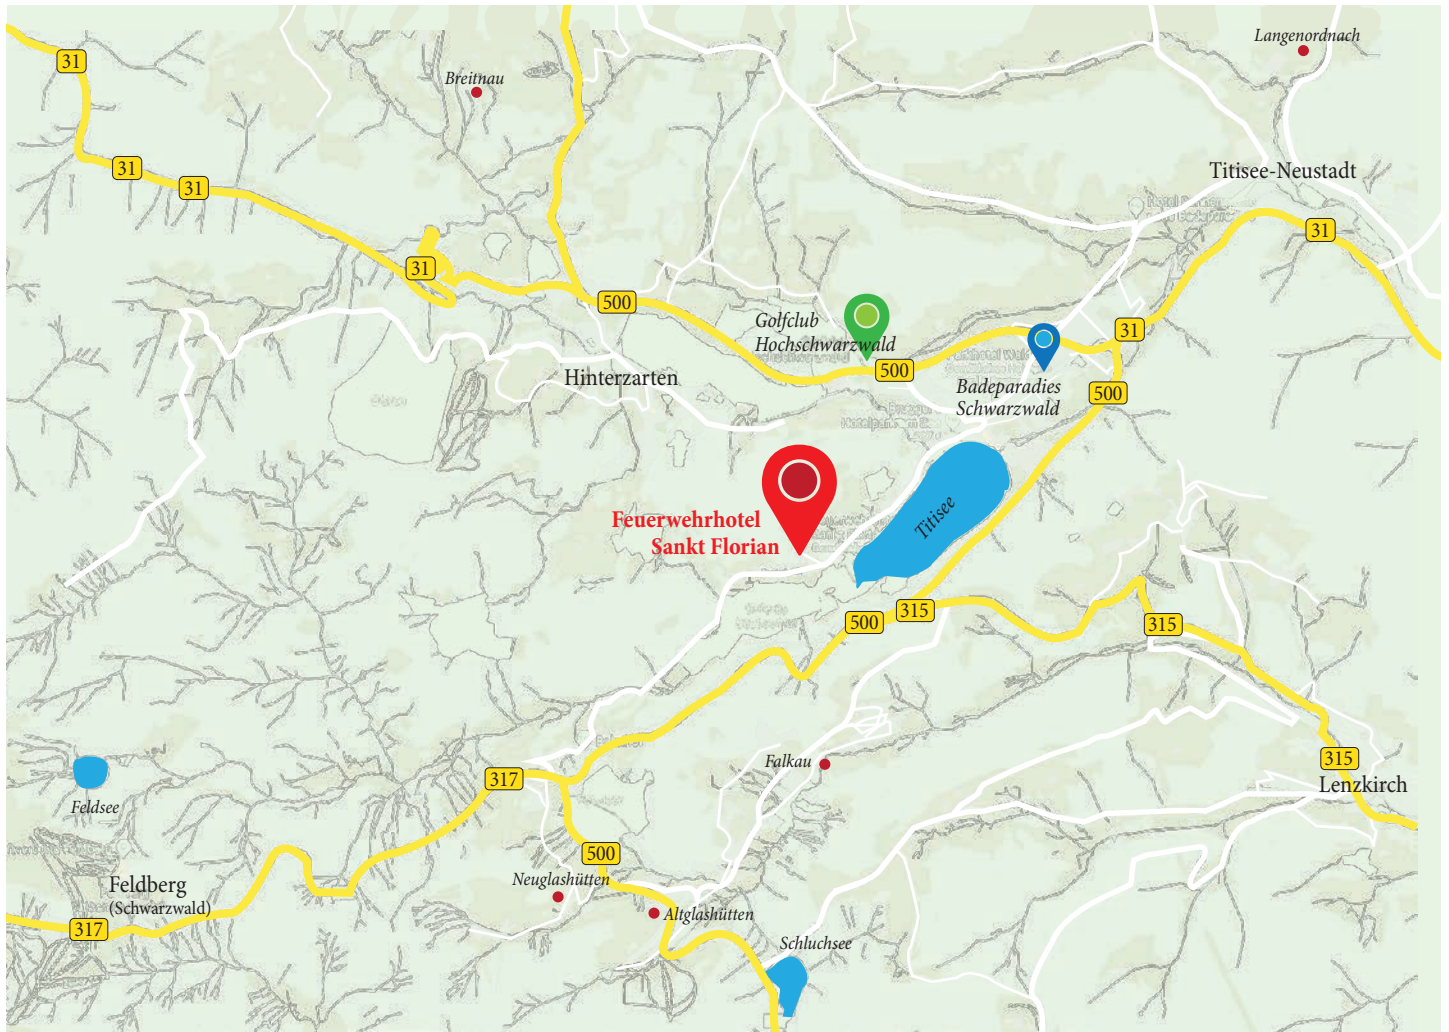 Langenordnach
31
Breitnau
31
31
Titisee-Neustadt
31
31
500
Golfclub
Hochschwarzwald
31
500
Hinterzarten
Badeparadies
Schwarzwald
500
Titisee
Feuerwehrhotel
Sankt Florian
500
315
315
317
Falkau
315
Lenzkirch
Feldsee
500
Neuglashütten
Feldberg
(Schwarzwald)
Altglashütten
317
Schluchsee